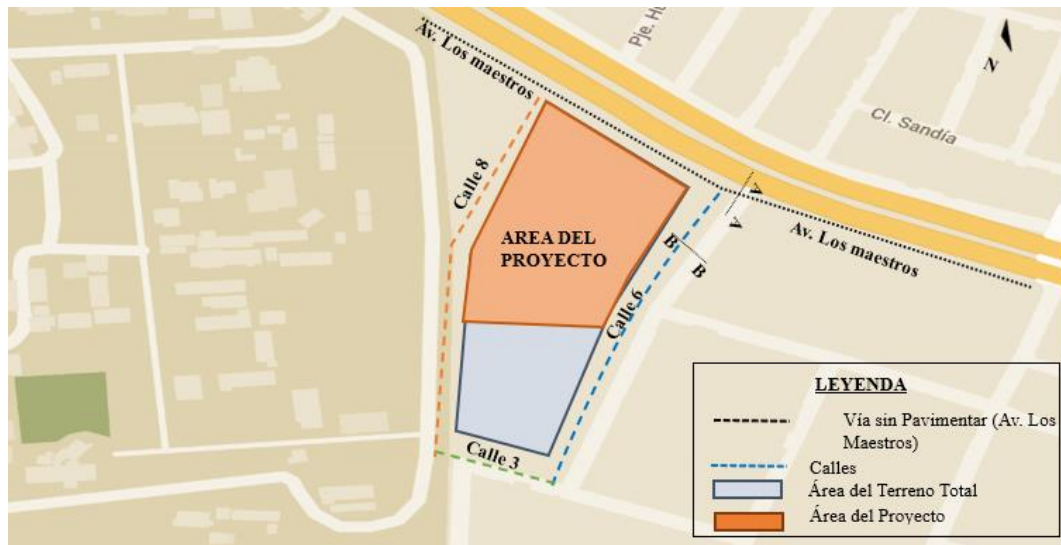 Av. Los maestros
Pje. Hu
N
Cl. Sandía
Calle 8
A
A
AREA DEL
PROYECTO
B
B
Av. Los maestros
Calle 6
Calle 3
LEYENDA
Vía sin Pavimentar (Av. Los
Maestros)
Calles
Área del Terreno Total
Área del Proyecto